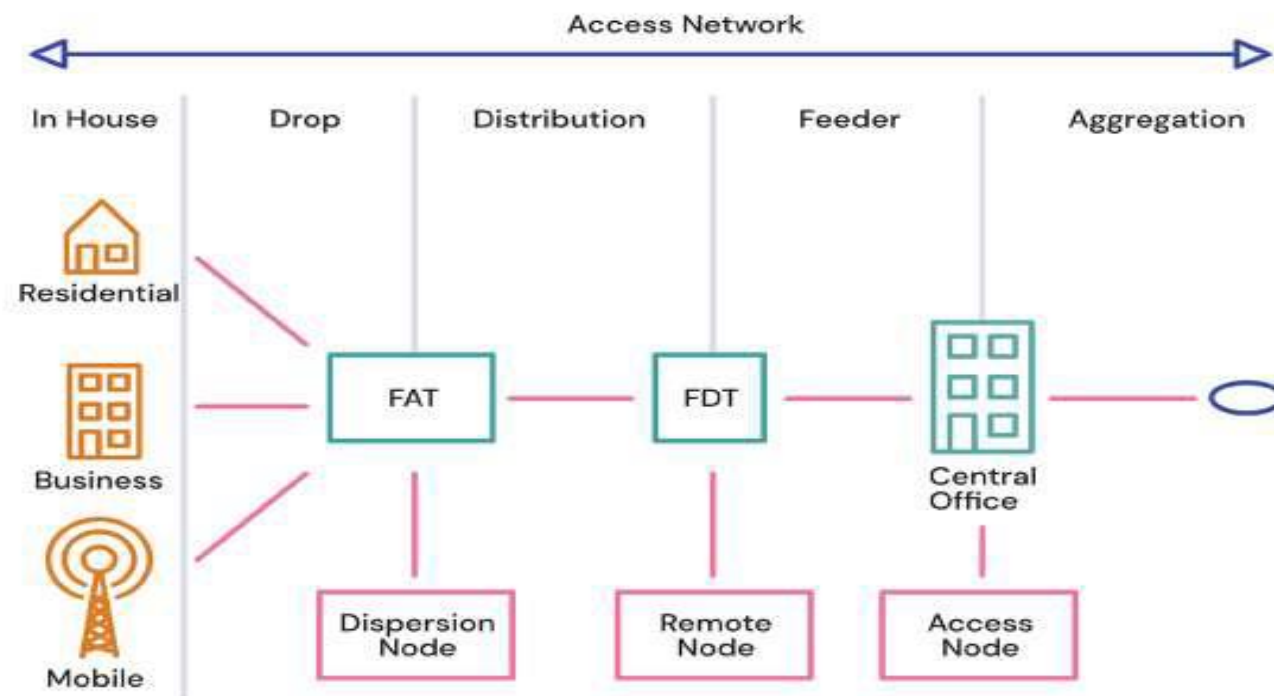 Access Network
In House Drop Distribution Feeder Aggregation
Residential
FAT FDT
Business
Central
Office
Mobile
Dispersion
Node
Remote
Node
Access
Node